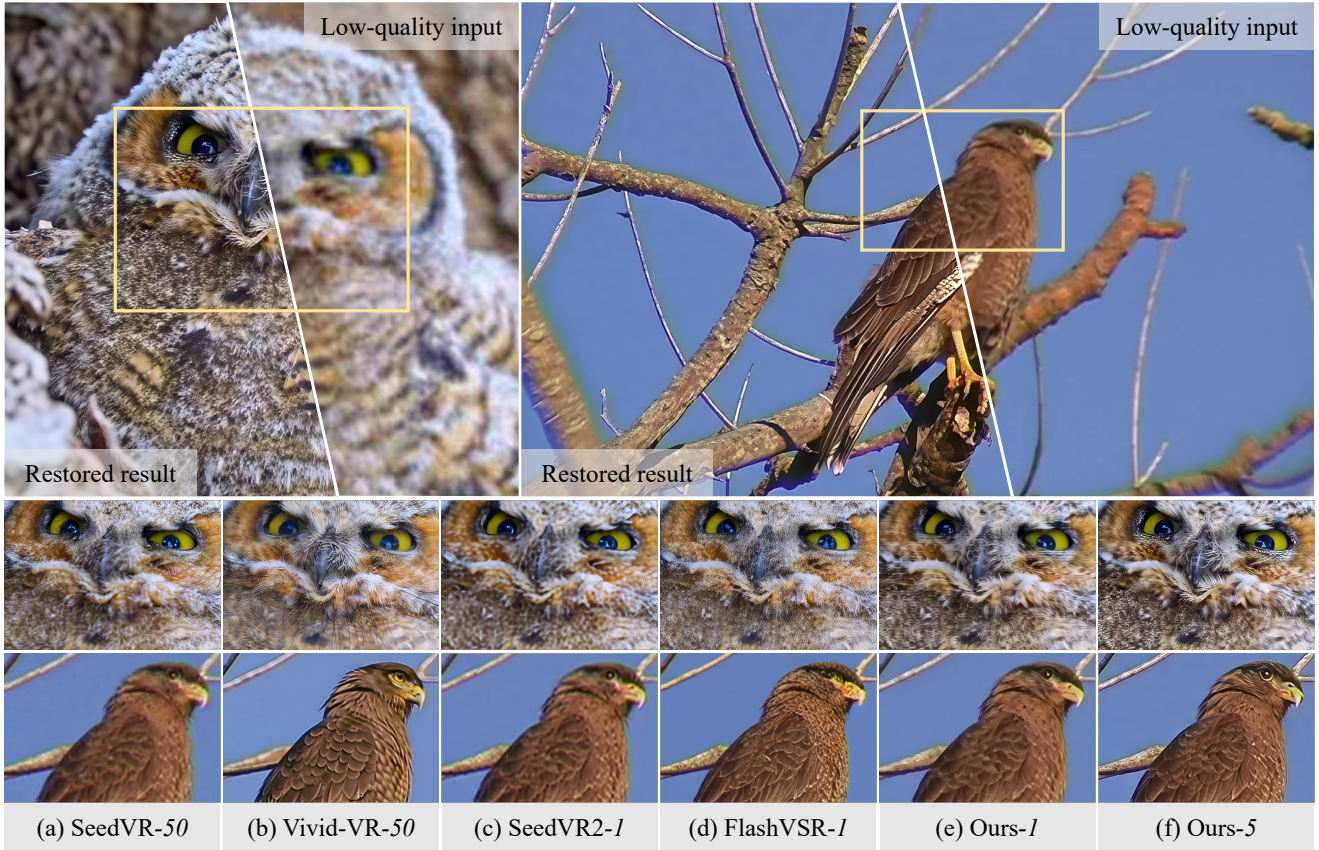 Low-quality input
Low-quality input
Restored result
Restored result
(a) SeedVR-50
(b) Vivid-VR-50
(c) SeedVR2-1
(d) FlashVSR-1
(e) Ours-1
(f) Ours-5